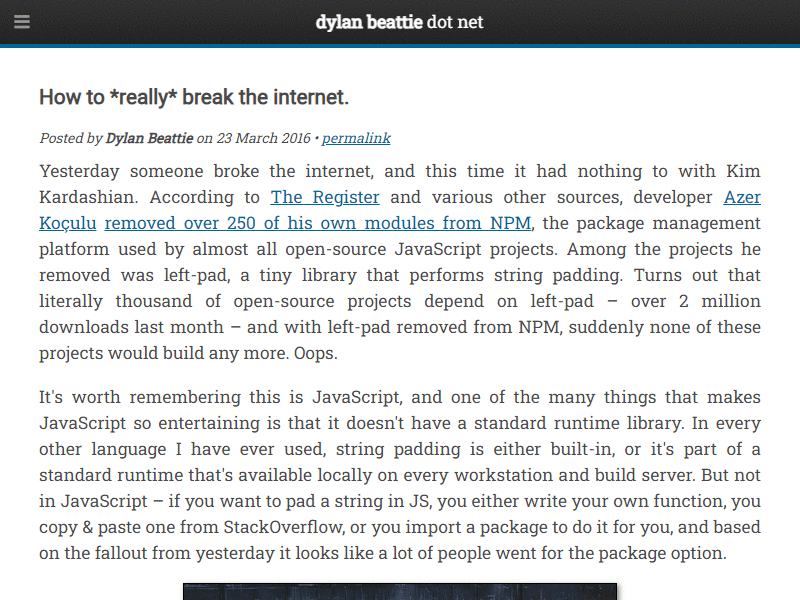 dylan beattie dot net
How to *really* break the internet.
Posted by Dylan Beattie on 23 March 2016 • permalink
Yesterday someone broke the internet, and this time it had nothing to with Kim
Kardashian. According to The Register and various other sources, developer Azer
Koçulu removed over 250 of his own modules from NPM, the package management
platform used by almost all open-source JavaScript projects. Among the projects he
removed was left-pad, a tiny library that performs string padding. Turns out that
literally thousand of open-source projects depend on left-pad – over 2 million
downloads last month – and with left-pad removed from NPM, suddenly none of these
projects would build any more. Oops.
It's worth remembering this is JavaScript, and one of the many things that makes
JavaScript so entertaining is that it doesn't have a standard runtime library. In every
other language I have ever used, string padding is either built-in, or it's part of a
standard runtime that's available locally on every workstation and build server. But not
in JavaScript – if you want to pad a string in JS, you either write your own function, you
copy & paste one from StackOverflow, or you import a package to do it for you, and based
on the fallout from yesterday it looks like a lot of people went for the package option.